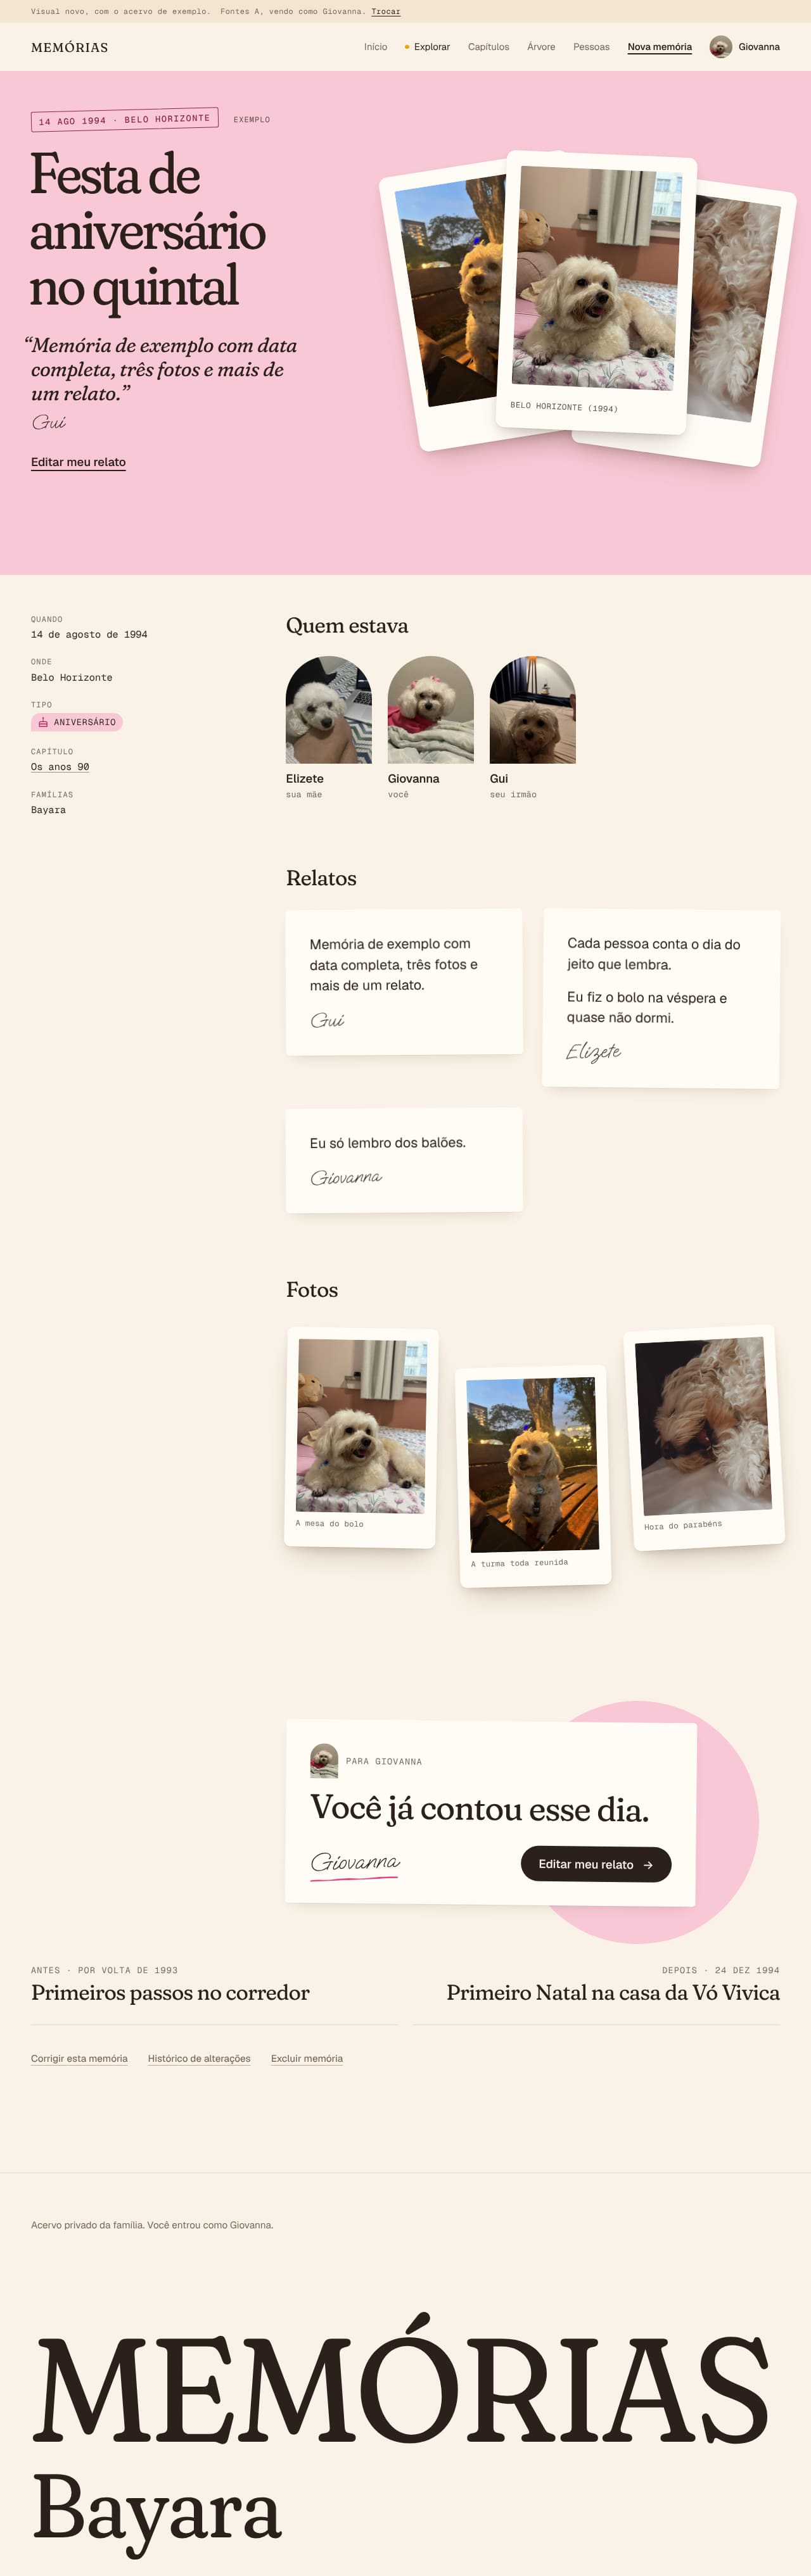 Visual novo, com o acervo de exemplo. Fontes A, vendo como Giovanna. Trocar
MEMÓRIAS
Início
Explorar
Capítulos
Árvore
Pessoas
Nova memória
Giovanna
14 AGO 1994 · BELO HORIZONTE
EXEMPLO
Festa de
aniversário
no quintal
“Memória de exemplo com data
completa, três fotos e mais de
um relato.”
Gui
Editar meu relato
BELO HORIZONTE (1994)
QUANDO
14 de agosto de 1994
ONDE
Belo Horizonte
TIPO
ANIVERSÁRIO
CAPÍTULO
Os anos 90
FAMÍLIAS
Bayara
Quem estava
Elizete
sua mãe
Giovanna
você
Gui
seu irmão
Relatos
Memória de exemplo com
data completa, três fotos e
mais de um relato.
Gui
Cada pessoa conta o dia do
jeito que lembra.
Eu fiz o bolo na véspera e
quase não dormi.
Elizete
Eu só lembro dos balões.
Giovanna
Fotos
A mesa do bolo
A turma toda reunida
Hora do parabéns
PARA GIOVANNA
Você já contou esse dia.
Giovanna
Editar meu relato →
ANTES · POR VOLTA DE 1993
Primeiros passos no corredor
DEPOIS · 24 DEZ 1994
Primeiro Natal na casa da Vó Vivica
Corrigir esta memória
Histórico de alterações
Excluir memória
Acervo privado da família. Você entrou como Giovanna.
MEMÓRIAS
Bayara